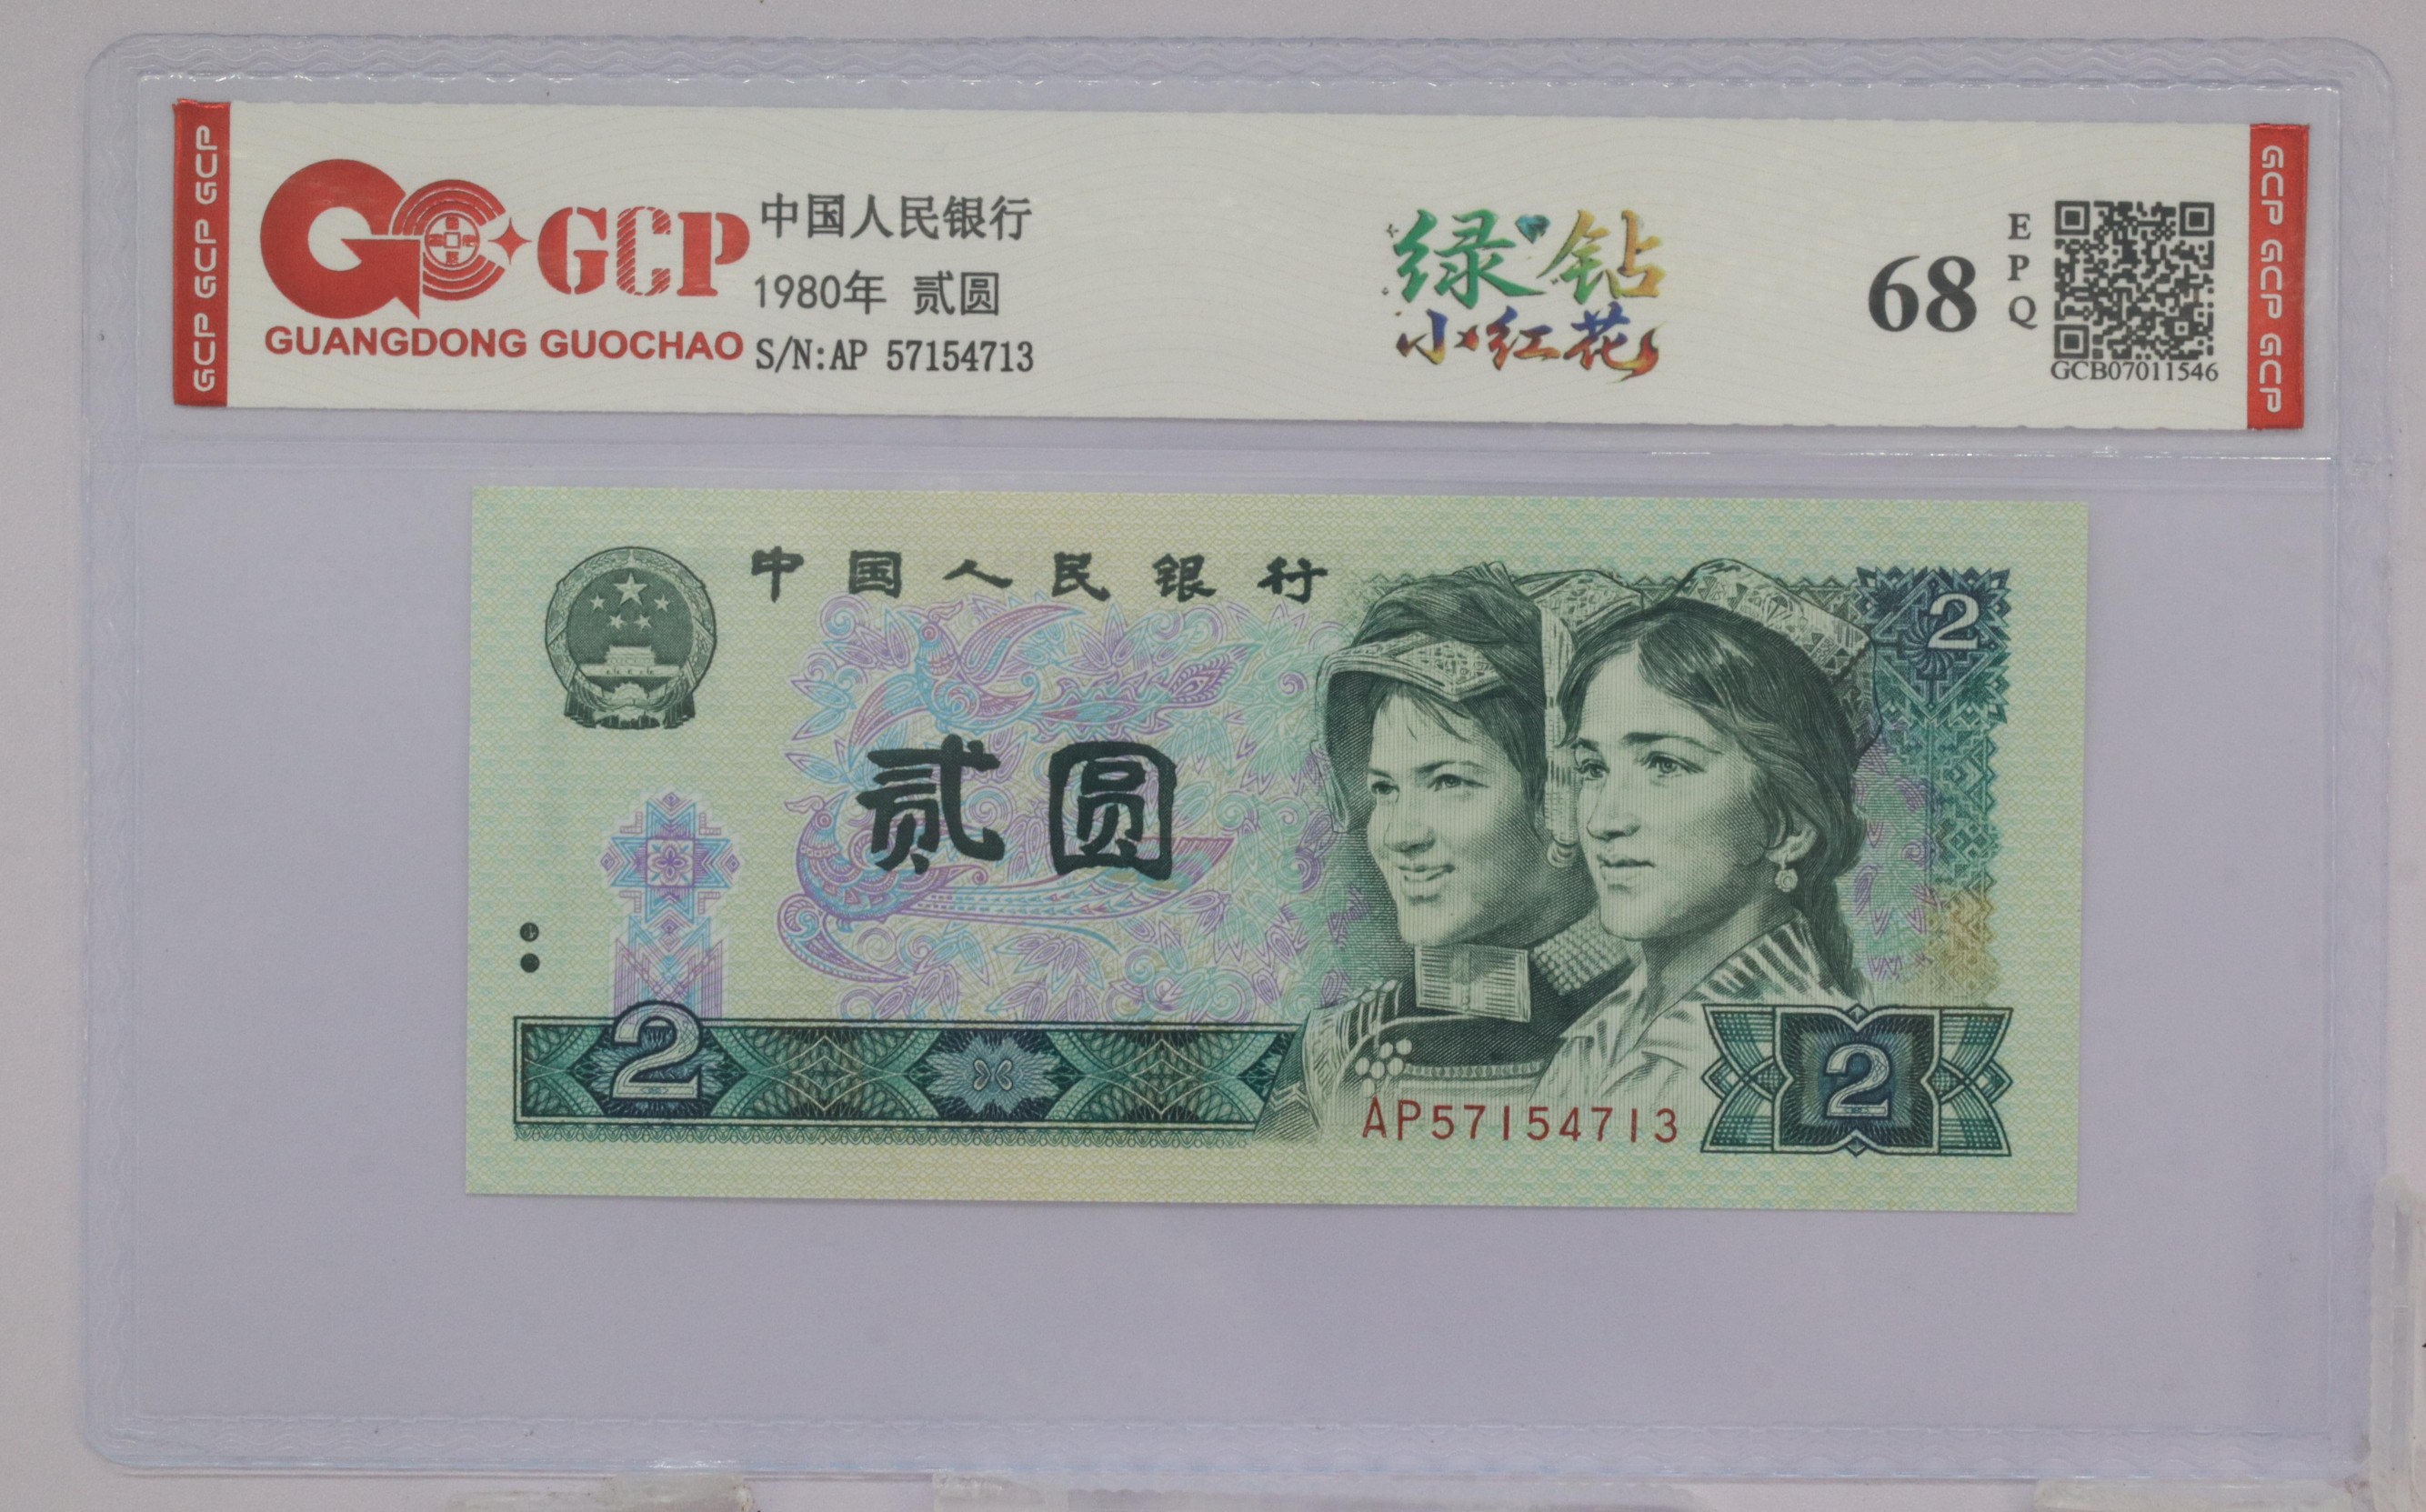 GCP GCP GCP
GCP
GUANGDONG GUOCHAO
中国人民银行
1980年 贰圆
S/N:AP 57154713
绿钻
小红花
68
EPQ
GCB07011546
GCP GCP GCP
中国人民银行
2
贰圆
2
AP57154713
2